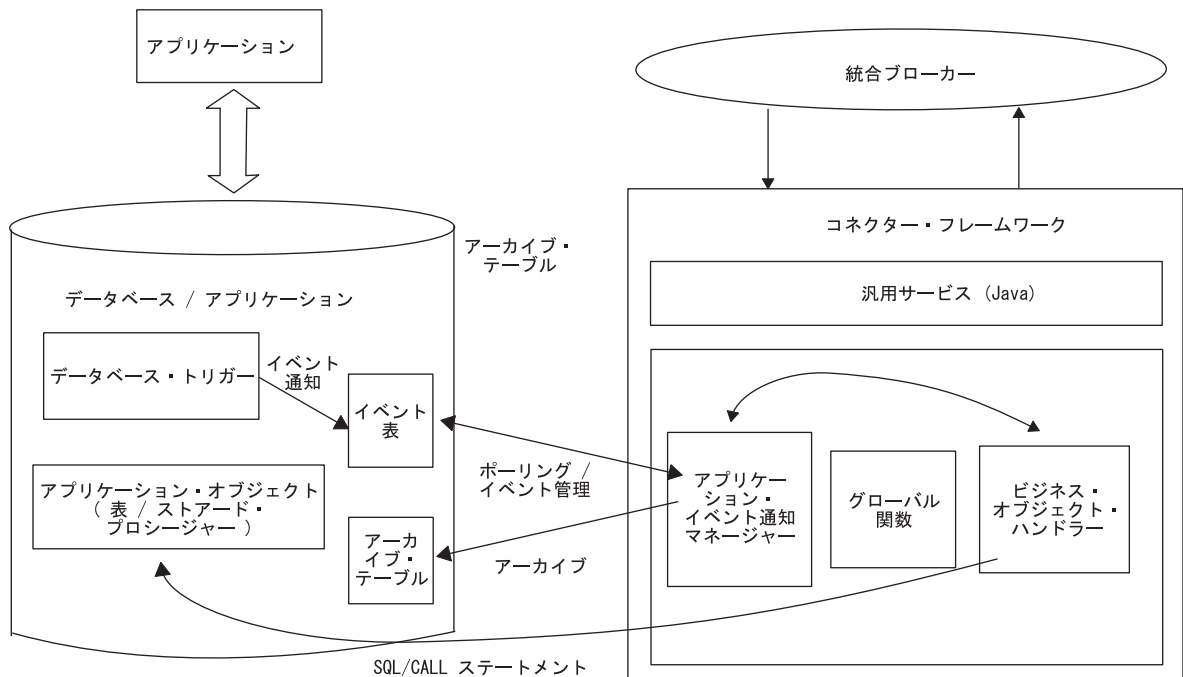 アプリケーション
統合ブローカー
コネクター・フレームワーク
アーカイブ・
テーブル
汎用サービス (Java)
データベース / アプリケーション
データベース・トリガー
イベント
通知
イベント
表
ポーリング /
イベント管理
アプリケーション・オブジェクト
( 表 / ストアード・
プロシージャー )
アーカ
イブ・
テーブル
アーカイブ
アプリケー
ション・
イベント通知
マネージャー
グローバル
関数
ビジネス・
オブジェクト・
ハンドラー
SQL/CALL ステートメント